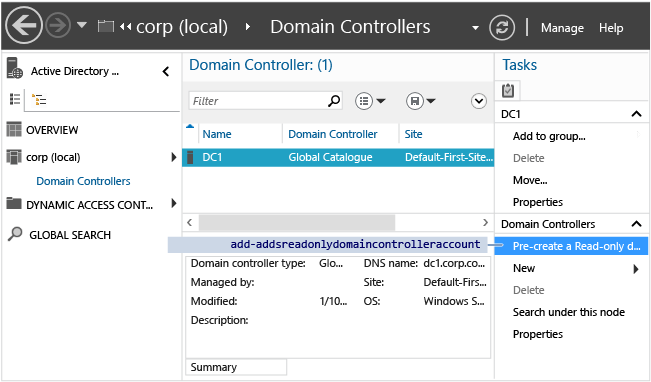 corp (local) Domain Controllers Manage Help
Active Directory ...
OVERVIEW
corp (local)
Domain Controllers
DYNAMIC ACCESS CONT...
GLOBAL SEARCH
Domain Controller: (1)
Filter
Name Domain Controller Site
DC1 Global Catalogue Default-First-Site...
add-addsreadonlydomaincontrolleraccount
Domain controller type: Glo... DNS name: dc1.corp.co...
Managed by: Site: Default-Firs...
Modified: 1/10... OS: Windows S...
Description:
Summary
Tasks
DC1
Add to group...
Delete
Move...
Properties
Domain Controllers
Pre-create a Read-only d...
New
Delete
Search under this node
Properties